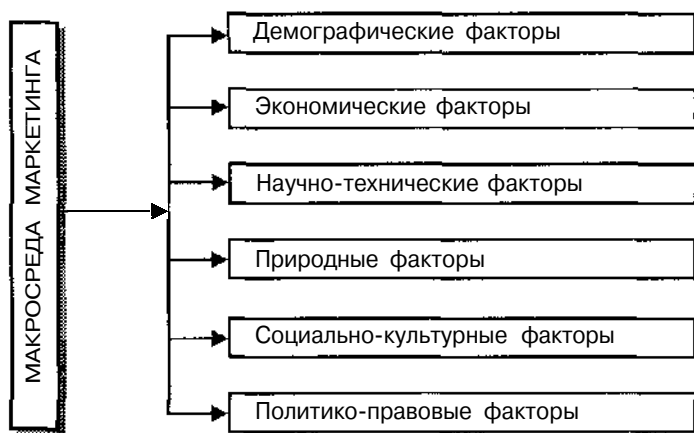 МАКРОСРЕДА МАРКЕТИНГА
Демографические факторы
Экономические факторы
Научно-технические факторы
Природные факторы
Социально-культурные факторы
Политико-правовые факторы